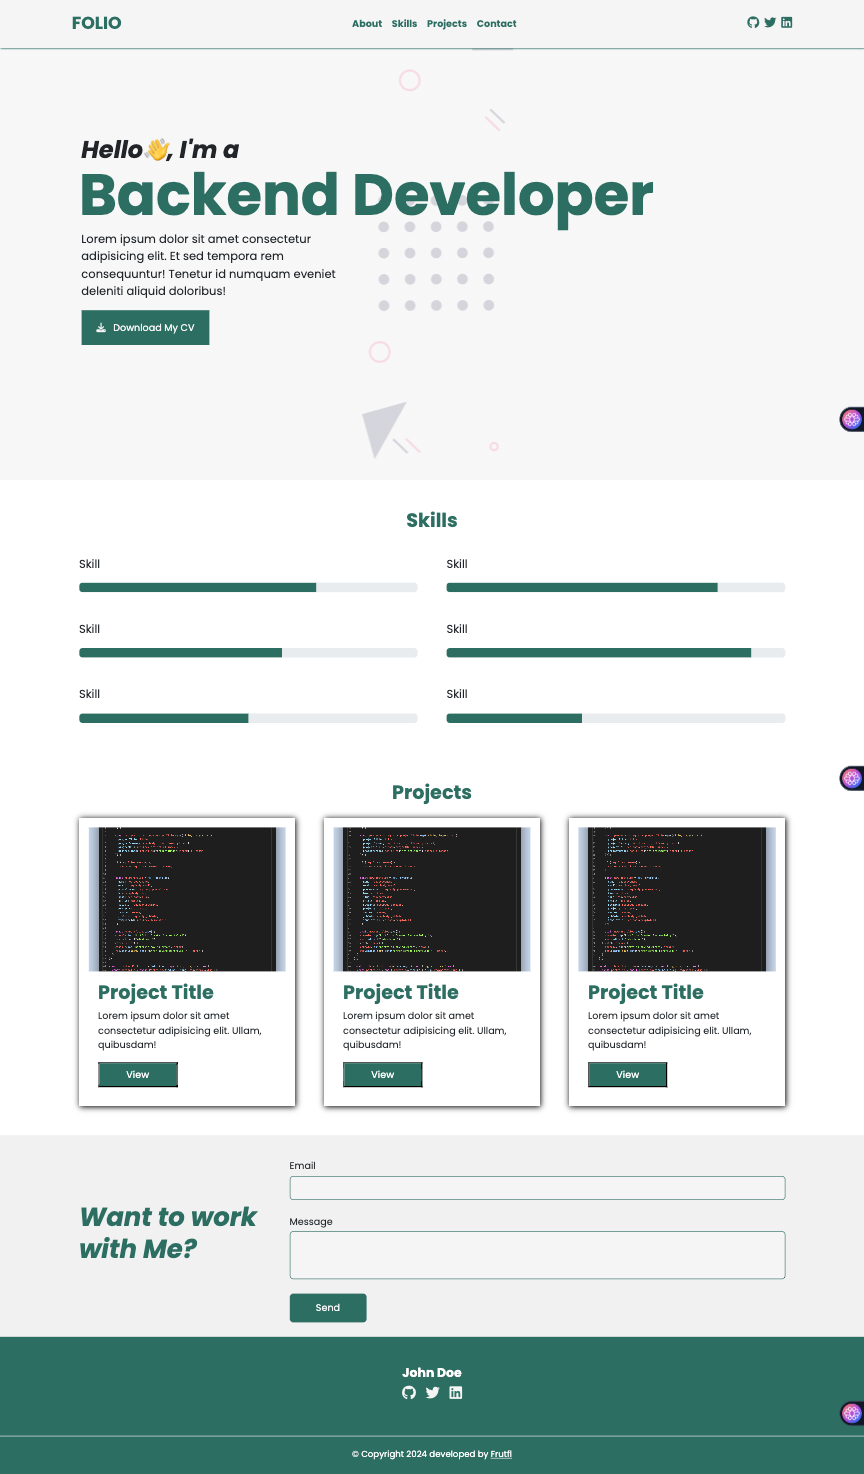 FOLIO
About Skills Projects Contact
Hello👋, I'm a
Backend Developer
Lorem ipsum dolor sit amet consectetur
adipisicing elit. Et sed tempora rem
consequuntur! Tenetur id numquam eveniet
deleniti aliquid doloribus!
Download My CV
Skills
Skill
Skill
Skill
Skill
Skill
Skill
Projects
Project Title
Lorem ipsum dolor sit amet
consectetur adipisicing elit. Ullam,
quibusdam!
View
Project Title
Lorem ipsum dolor sit amet
consectetur adipisicing elit. Ullam,
quibusdam!
View
Project Title
Lorem ipsum dolor sit amet
consectetur adipisicing elit. Ullam,
quibusdam!
View
Want to work
with Me?
Email
Message
Send
John Doe
© Copyright 2024 developed by Frutfl